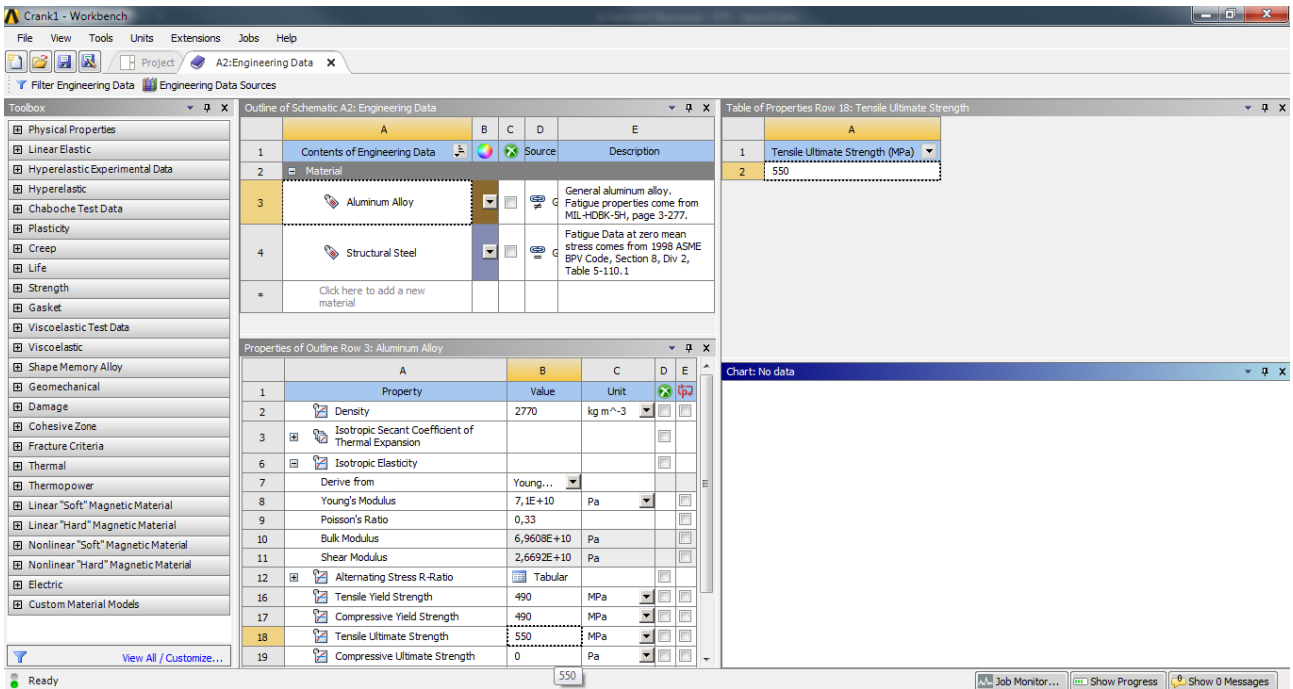 Crank1 - Workbench
File View Tools Units Extensions Jobs Help
Project A2:Engineering Data
Filter Engineering Data Engineering Data Sources
Toolbox
Physical Properties
Linear Elastic
Hyperelastic Experimental Data
Hyperelastic
Chaboche Test Data
Plasticity
Creep
Life
Strength
Gasket
Viscoelastic Test Data
Viscoelastic
Shape Memory Alloy
Geomechanical
Damage
Cohesive Zone
Fracture Criteria
Thermal
Thermopower
Linear "Soft" Magnetic Material
Linear "Hard" Magnetic Material
Nonlinear "Soft" Magnetic Material
Nonlinear "Hard" Magnetic Material
Electric
Custom Material Models
View All / Customize...
Outline of Schematic A2: Engineering Data
A B C D E
1 Contents of Engineering Data Source Description
2 Material
3 Aluminum Alloy G General aluminum alloy.
Fatigue properties come from
MIL-HDBK-5H, page 3-277.
4 Structural Steel G Fatigue Data at zero mean
stress comes from 1998 ASME
BPV Code, Section 8, Div 2,
Table 5-110.1
* Click here to add a new
material
Properties of Outline Row 3: Aluminum Alloy
A B C D E
1 Property Value Unit
2 Density 2770 kg m^-3
3 Isotropic Secant Coefficient of
Thermal Expansion
6 Isotropic Elasticity
7 Derive from Young...
8 Young's Modulus 7,1E+10 Pa
9 Poisson's Ratio 0,33
10 Bulk Modulus 6,9608E+10 Pa
11 Shear Modulus 2,6692E+10 Pa
12 Alternating Stress R-Ratio Tabular
16 Tensile Yield Strength 490 MPa
17 Compressive Yield Strength 490 MPa
18 Tensile Ultimate Strength 550 MPa
19 Compressive Ultimate Strength 0 Pa
550
Table of Properties Row 18: Tensile Ultimate Strength
A
1 Tensile Ultimate Strength (MPa)
2 550
Chart: No data
Ready
Job Monitor... Show Progress Show 0 Messages